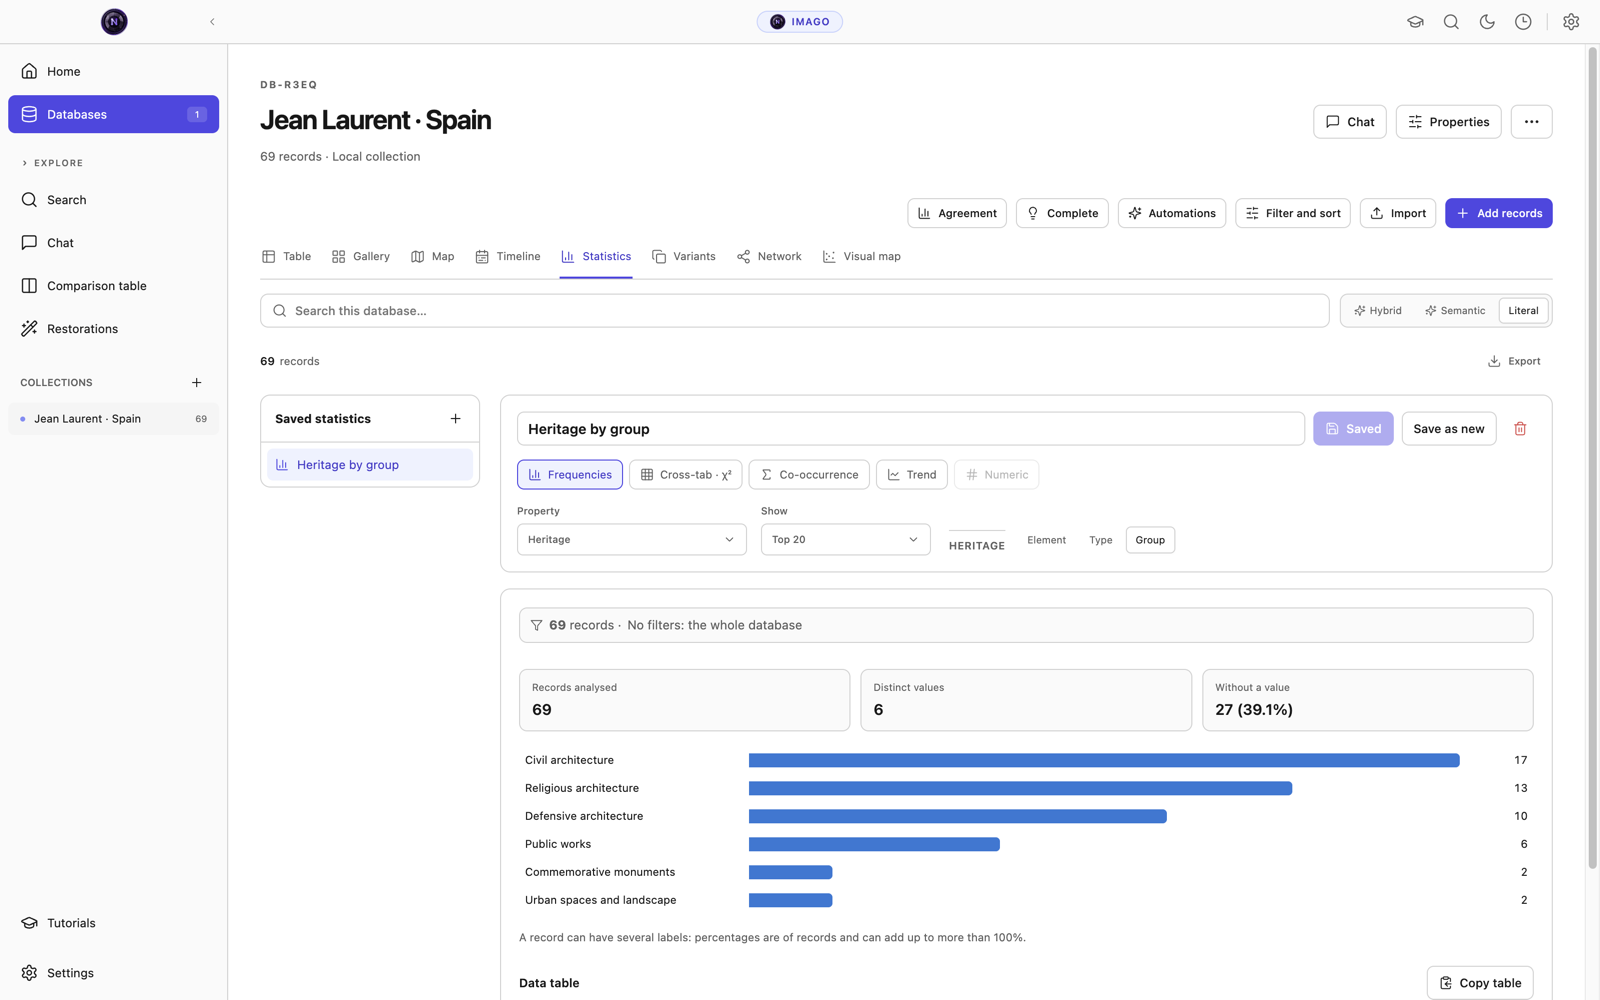 IMAGO
Home
Databases 1
EXPLORE
Search
Chat
Comparison table
Restorations
COLLECTIONS
Jean Laurent · Spain 69
Tutorials
Settings
DB-R3EQ
Jean Laurent · Spain
69 records · Local collection
Chat Properties
Agreement Complete Automations Filter and sort Import Add records
Table Gallery Map Timeline Statistics Variants Network Visual map
Search this database...
Hybrid Semantic Literal
69 records
Export
Saved statistics
Heritage by group
Heritage by group
Saved Save as new
Frequencies Cross-tab · χ² Co-occurrence Trend # Numeric
Property Show
Heritage Top 20 HERITAGE Element Type Group
69 records · No filters: the whole database
Records analysed Distinct values Without a value
69 6 27 (39.1%)
Civil architecture 17
Religious architecture 13
Defensive architecture 10
Public works 6
Commemorative monuments 2
Urban spaces and landscape 2
A record can have several labels: percentages are of records and can add up to more than 100%.
Data table Copy table